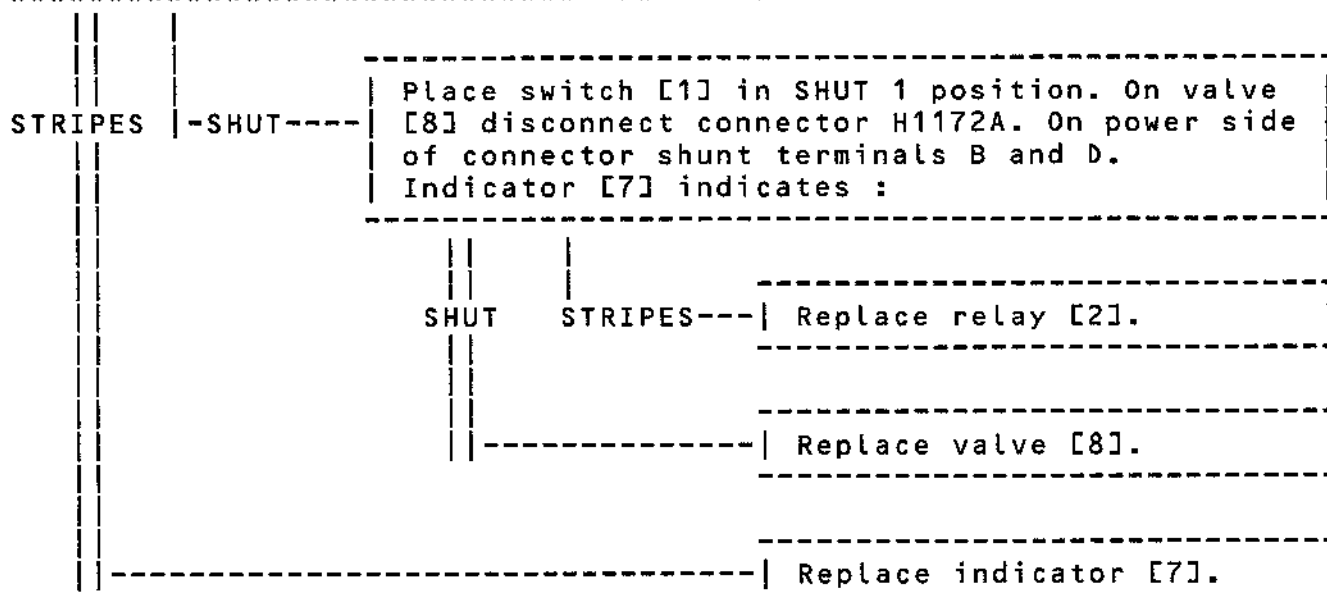 Place switch [1] in SHUT 1 position. On valve
STRIPES -SHUT---- [8] disconnect connector H1172A. On power side
of connector shunt terminals B and D.
Indicator [7] indicates :
SHUT STRIPES--- Replace relay [2].
Replace valve [8].
Replace indicator [7].